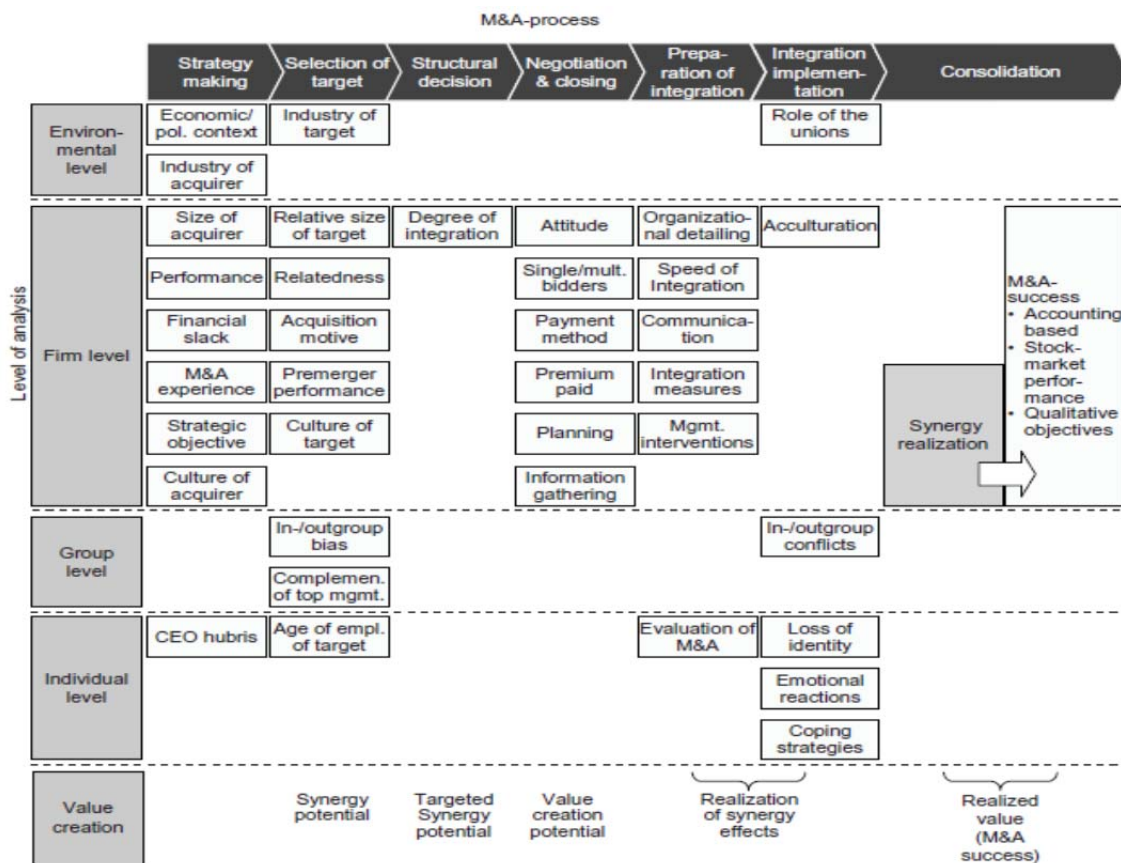 M&A-process
Strategy
making
Selection of
target
Structural
decision
Negotiation
& closing
Prepa-
ration of
integration
Integration
implemen-
tation
Consolidation
Level of analysis
Environ-
mental
level
Economic/
pol. context
Industry of
target
Role of the
unions
Industry of
acquirer
Firm level
Size of
acquirer
Relative size
of target
Degree of
integration
Attitude
Organizatio-
nal detailing
Acculturation
Performance
Relatedness
Single/mult.
bidders
Speed of
Integration
Financial
slack
Acquisition
motive
Payment
method
Communica-
tion
M&A
experience
Premerger
performance
Premium
paid
Integration
measures
Strategic
objective
Culture of
target
Planning
Mgmt.
interventions
Culture of
acquirer
Information
gathering
Synergy
realization
M&A-
success
• Accounting
based
• Stock-
market
perfor-
mance
• Qualitative
objectives
Group
level
In-/outgroup
bias
In-/outgroup
conflicts
Complemen.
of top mgmt.
Individual
level
CEO hubris
Age of empl.
of target
Evaluation of
M&A
Loss of
identity
Emotional
reactions
Coping
strategies
Value
creation
Synergy
potential
Targeted
Synergy
potential
Value
creation
potential
Realization
of synergy
effects
Realized
value
(M&A
success)